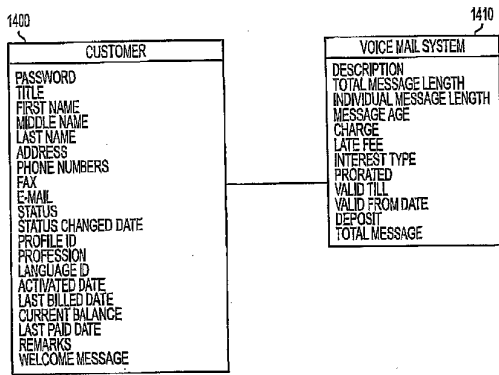 1400
CUSTOMER
PASSWORD
TITLE
FIRST NAME
MIDDLE NAME
LAST NAME
ADDRESS
PHONE NUMBERS
FAX
E-MAIL
STATUS
STATUS CHANGED DATE
PROFILE ID
PROFESSION
LANGUAGE ID
ACTIVATED DATE
LAST BILLED DATE
CURRENT BALANCE
LAST PAID DATE
REMARKS
WELCOME MESSAGE
1410
VOICE MAIL SYSTEM
DESCRIPTION
TOTAL MESSAGE LENGTH
INDIVIDUAL MESSAGE LENGTH
MESSAGE AGE
CHARGE
LATE FEE
INTEREST TYPE
PRORATED
VALID TILL
VALID FROM DATE
DEPOSIT
TOTAL MESSAGE